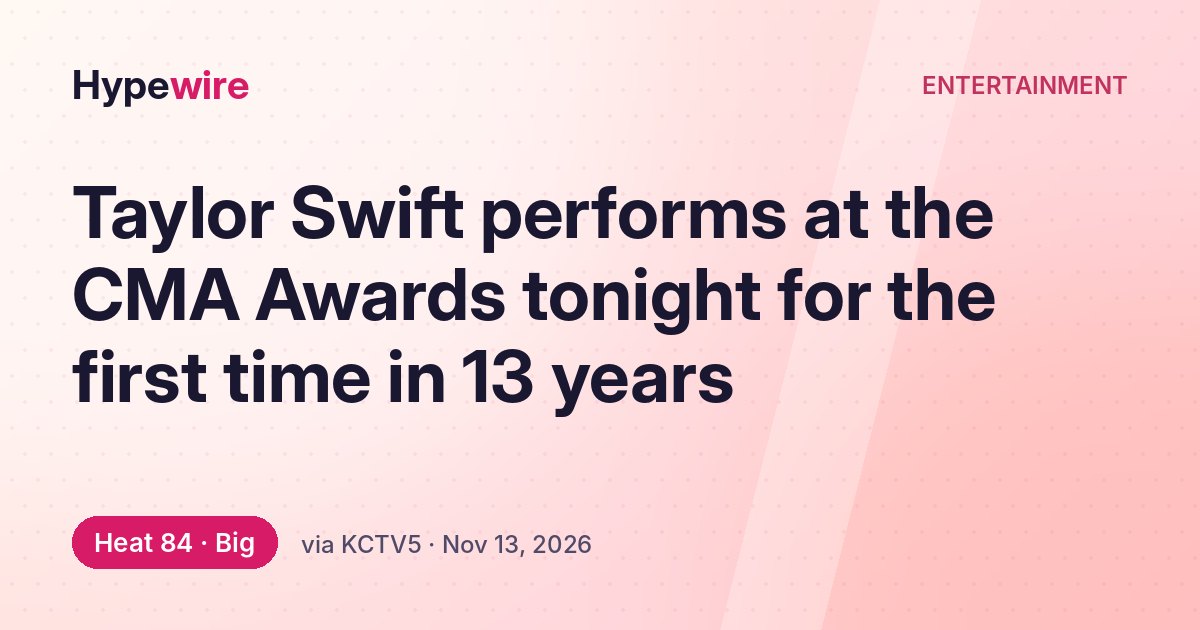 Hypewire
ENTERTAINMENT
Taylor Swift performs at the
CMA Awards tonight for the
first time in 13 years
Heat 84 · Big
via KCTV5 · Nov 13, 2026